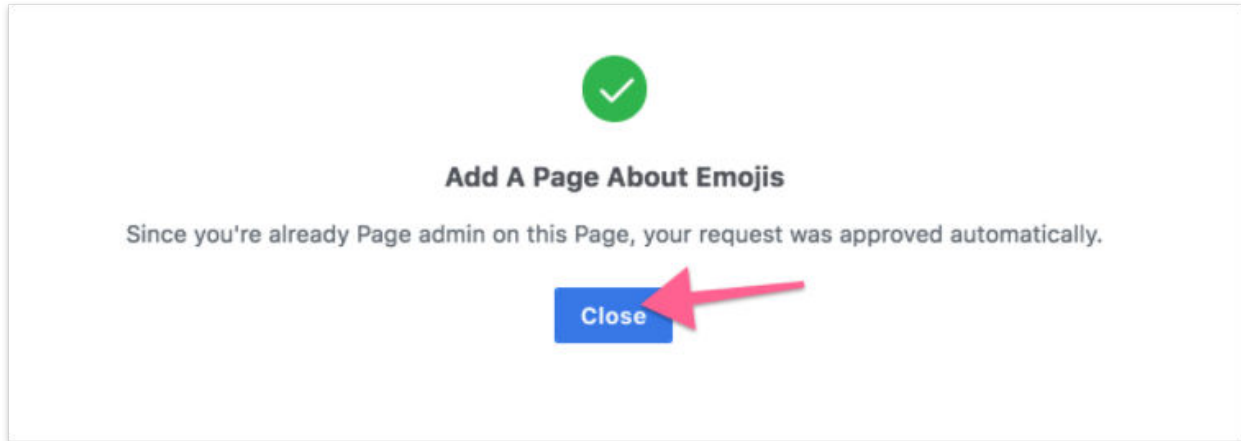 Add A Page About Emojis
Since you're already Page admin on this Page, your request was approved automatically.
Close